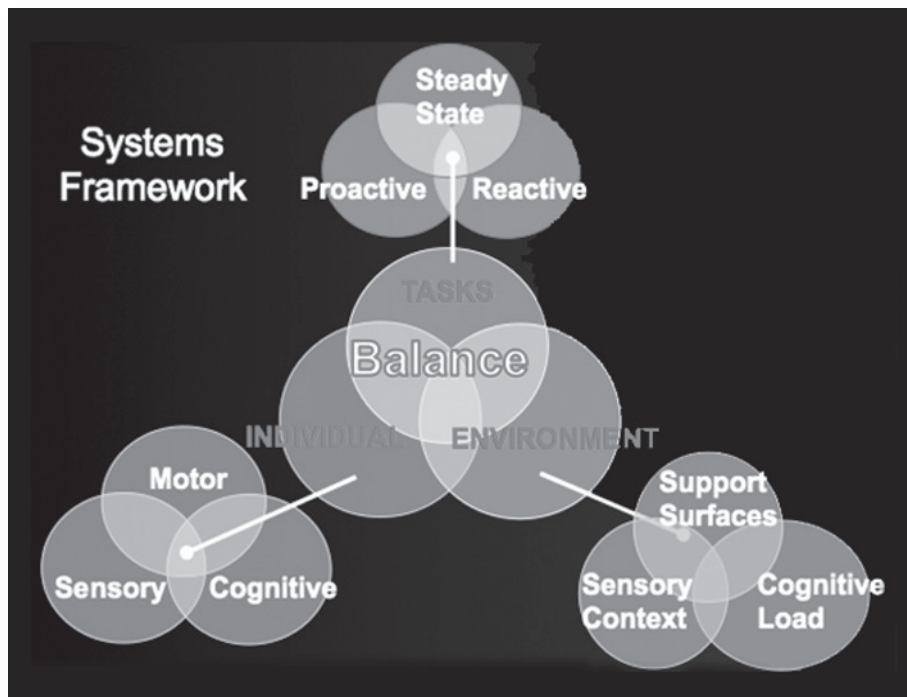 Systems
Framework
Steady
State
Proactive
Reactive
TASKS
Balance
INDIVIDUAL
ENVIRONMENT
Motor
Sensory
Cognitive
Support
Surfaces
Sensory
Context
Cognitive
Load